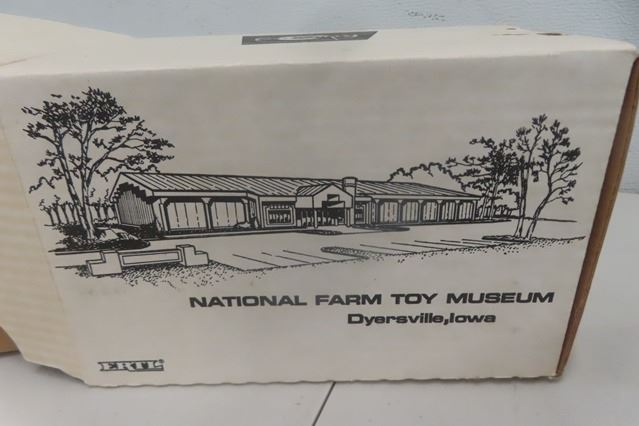 NATIONAL FARM TOY MUSEUM
Dyersville,Iowa
ERTL